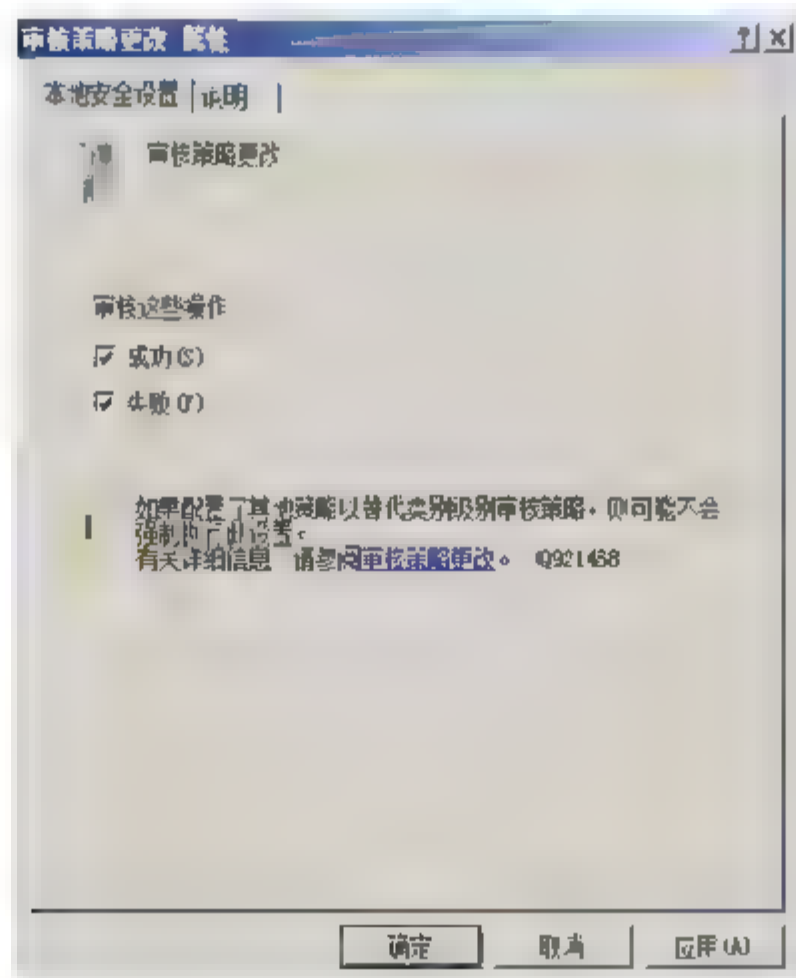 审核策略更改 属性
本地安全设置 说明
审核策略更改
审核这些操作
成功(S)
失败(F)
如果配置了其他策略以替代类别级别审核策略，则可能不会
强制执行此设置。
有关详细信息，请参阅审核策略更改。 Q921468
确定 取消 应用(A)